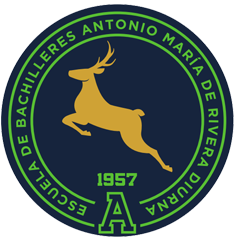 ESCUELA DE BACHILLERES ANTONIO MARÍA DE RIVERA DIURNA
1957
A